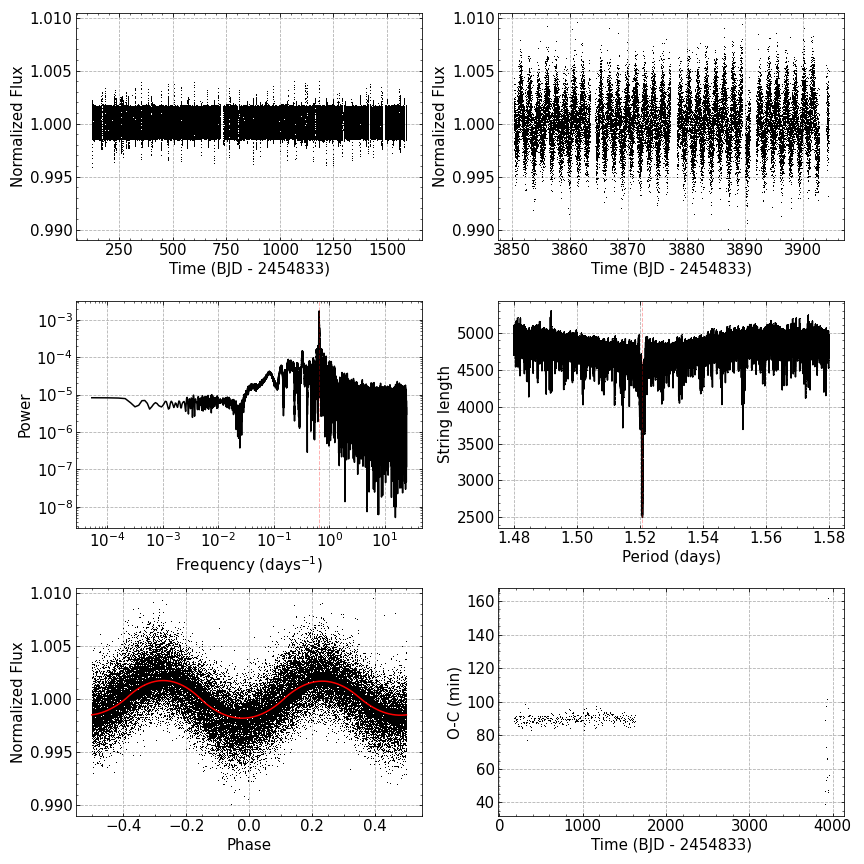 1.010
1.005
1.000
0.995
0.990
Normalized Flux
250 500 750 1000 1250 1500
Time (BJD - 2454833)
1.010
1.005
1.000
0.995
0.990
Normalized Flux
3850 3860 3870 3880 3890 3900
Time (BJD - 2454833)
10⁻³
10⁻⁴
10⁻⁵
10⁻⁶
10⁻⁷
10⁻⁸
Power
10⁻⁴ 10⁻³ 10⁻² 10⁻¹ 10⁰ 10¹
Frequency (days⁻¹)
5000
4500
4000
3500
3000
2500
String length
1.48 1.50 1.52 1.54 1.56 1.58
Period (days)
1.010
1.005
1.000
0.995
0.990
Normalized Flux
−0.4 −0.2 0.0 0.2 0.4
Phase
160
140
120
100
80
60
40
O-C (min)
0 1000 2000 3000 4000
Time (BJD - 2454833)